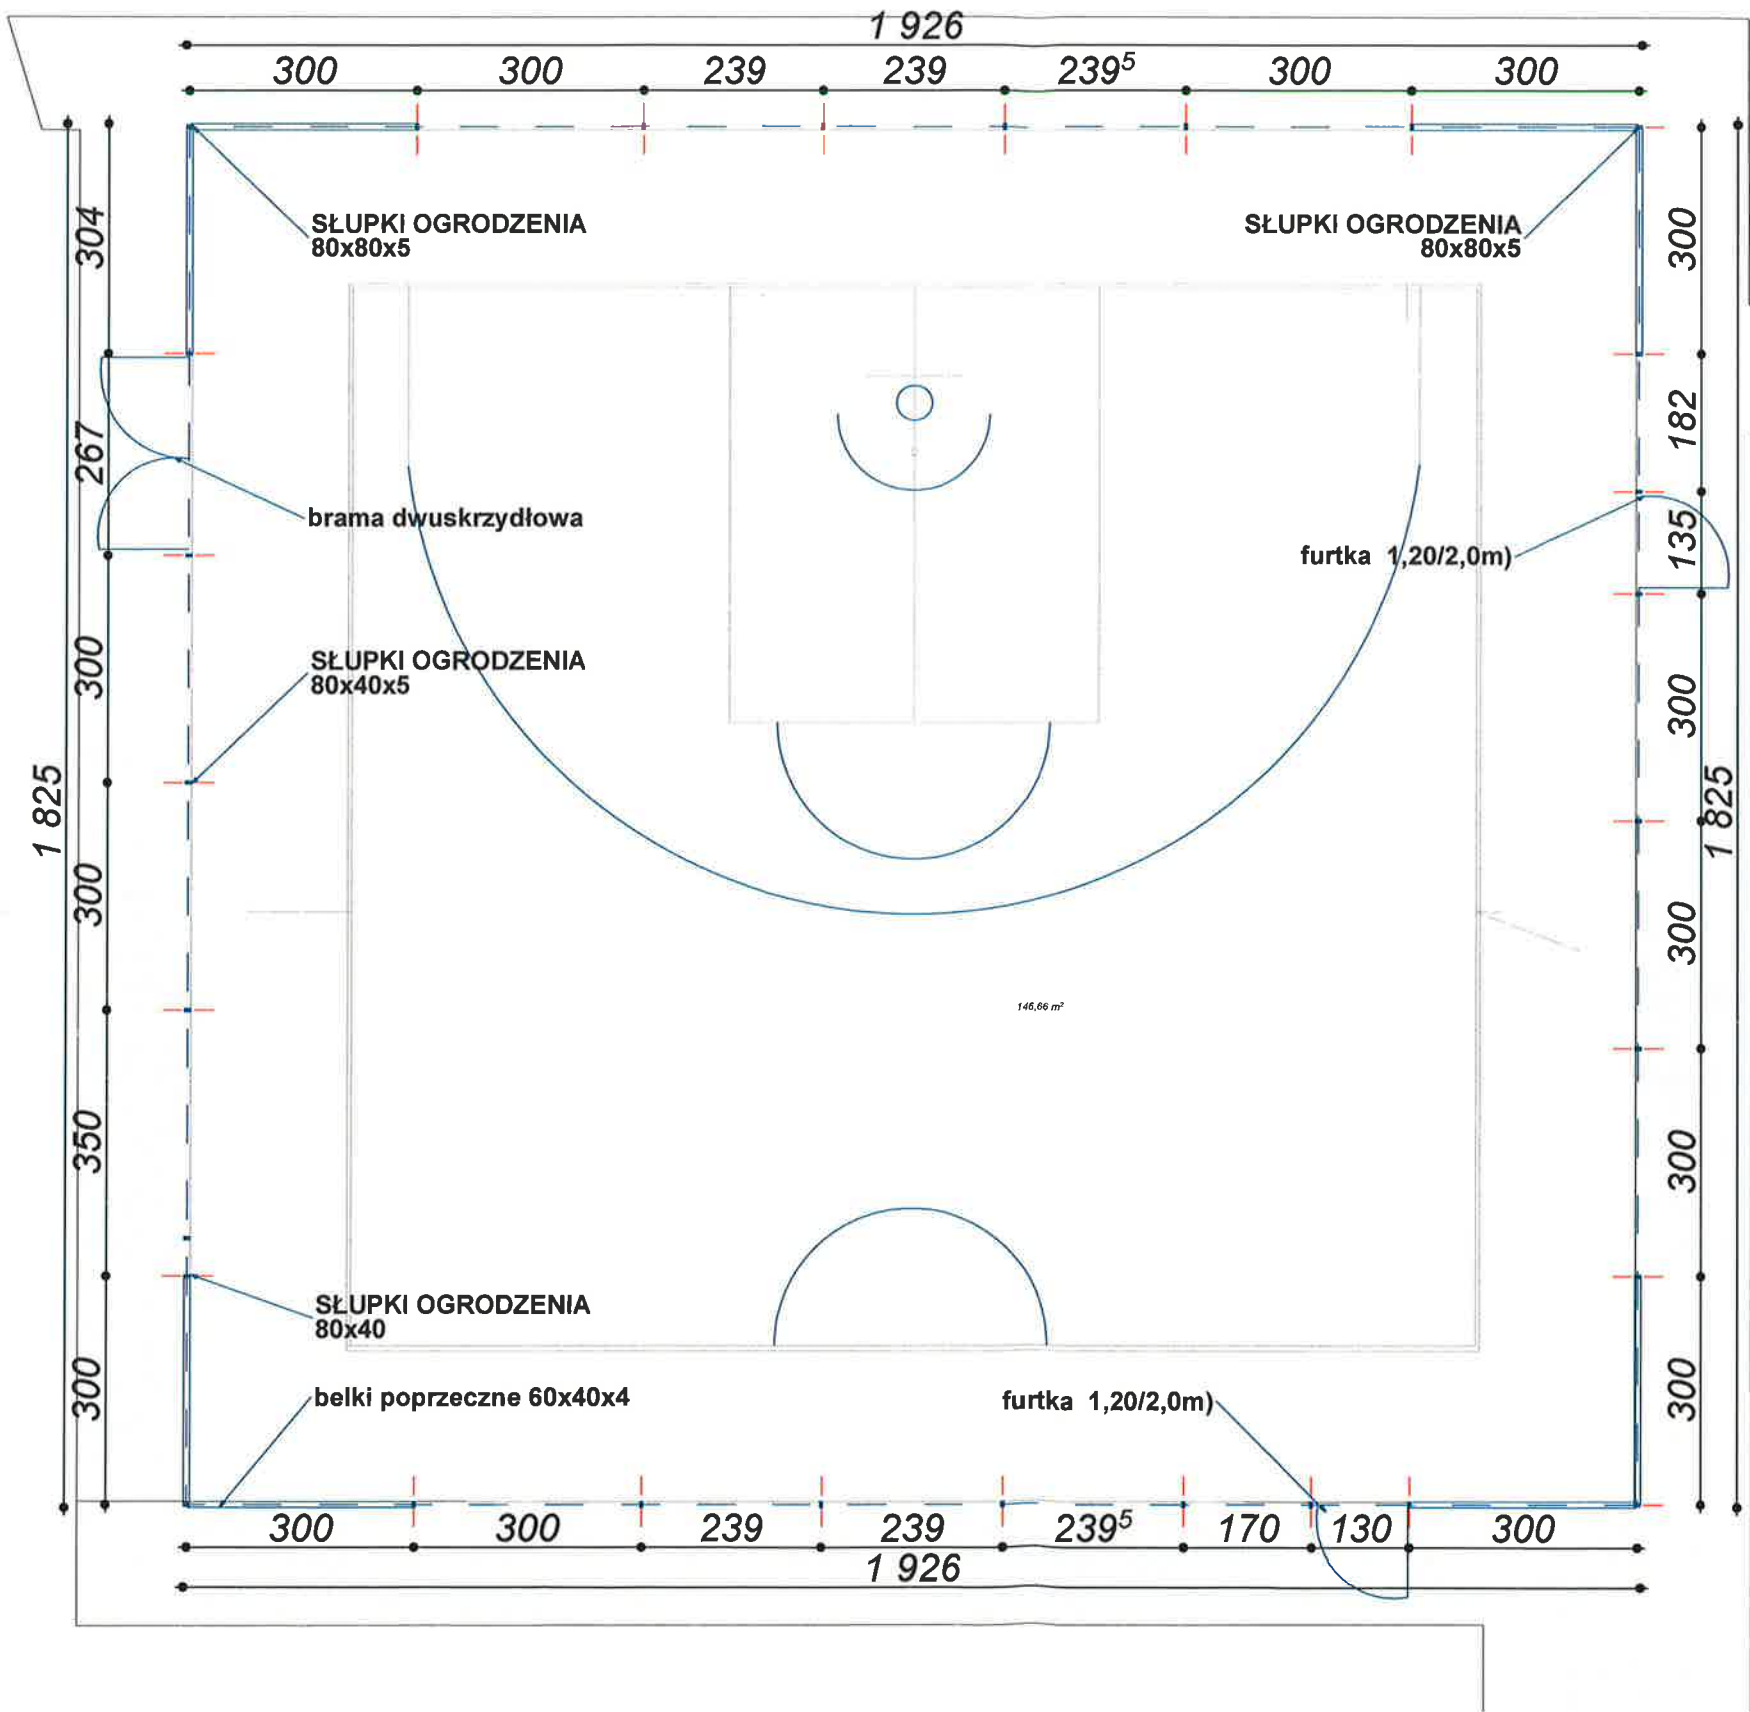 1 926
300 300 239 239 239⁵ 300 300
SŁUPKI OGRODZENIA
80x80x5
SŁUPKI OGRODZENIA
80x80x5
304
267
300
300
350
300
1 825
300
182
135
300
300
300
300
1 825
brama dwuskrzydłowa
furtka 1,20/2,0m)
SŁUPKI OGRODZENIA
80x40x5
146,66 m²
SŁUPKI OGRODZENIA
80x40
belki poprzeczne 60x40x4
furtka 1,20/2,0m)
300 300 239 239 239⁵ 170 130 300
1 926